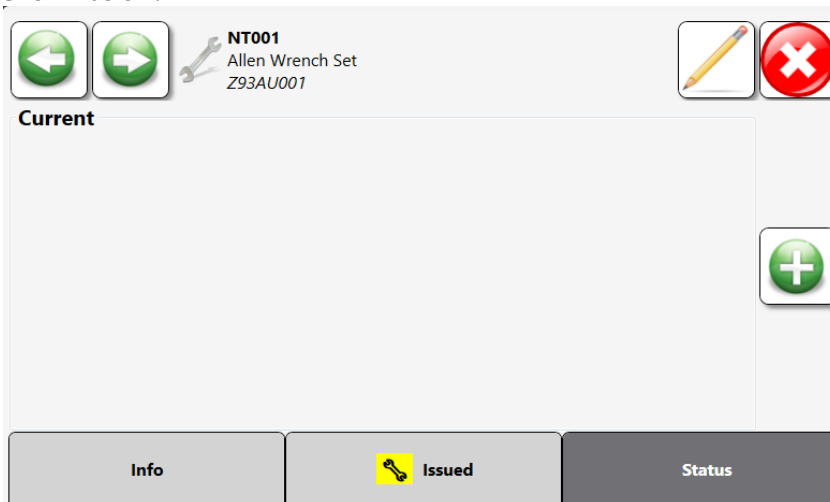 NT001
Allen Wrench Set
Z93AU001
Current
Info
Issued
Status